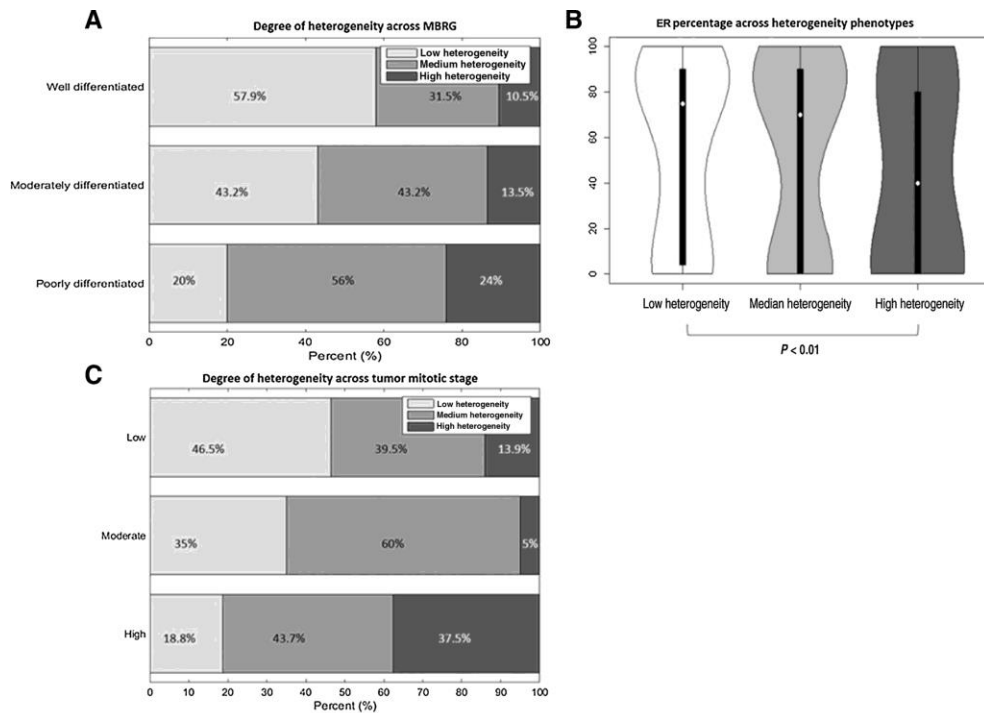 A
Degree of heterogeneity across MBRG
Low heterogeneity
Medium heterogeneity
High heterogeneity
Well differentiated
57.9%
31.5%
10.5%
Moderately differentiated
43.2%
43.2%
13.5%
Poorly differentiated
20%
56%
24%
0 20 40 60 80 100
Percent (%)
B
ER percentage across heterogeneity phenotypes
100
80
60
40
20
0
Low heterogeneity Median heterogeneity High heterogeneity
P < 0.01
C
Degree of heterogeneity across tumor mitotic stage
Low heterogeneity
Medium heterogeneity
High heterogeneity
Low
46.5%
39.5%
13.9%
Moderate
35%
60%
5%
High
18.8%
43.7%
37.5%
0 10 20 30 40 50 60 70 80 90 100
Percent (%)